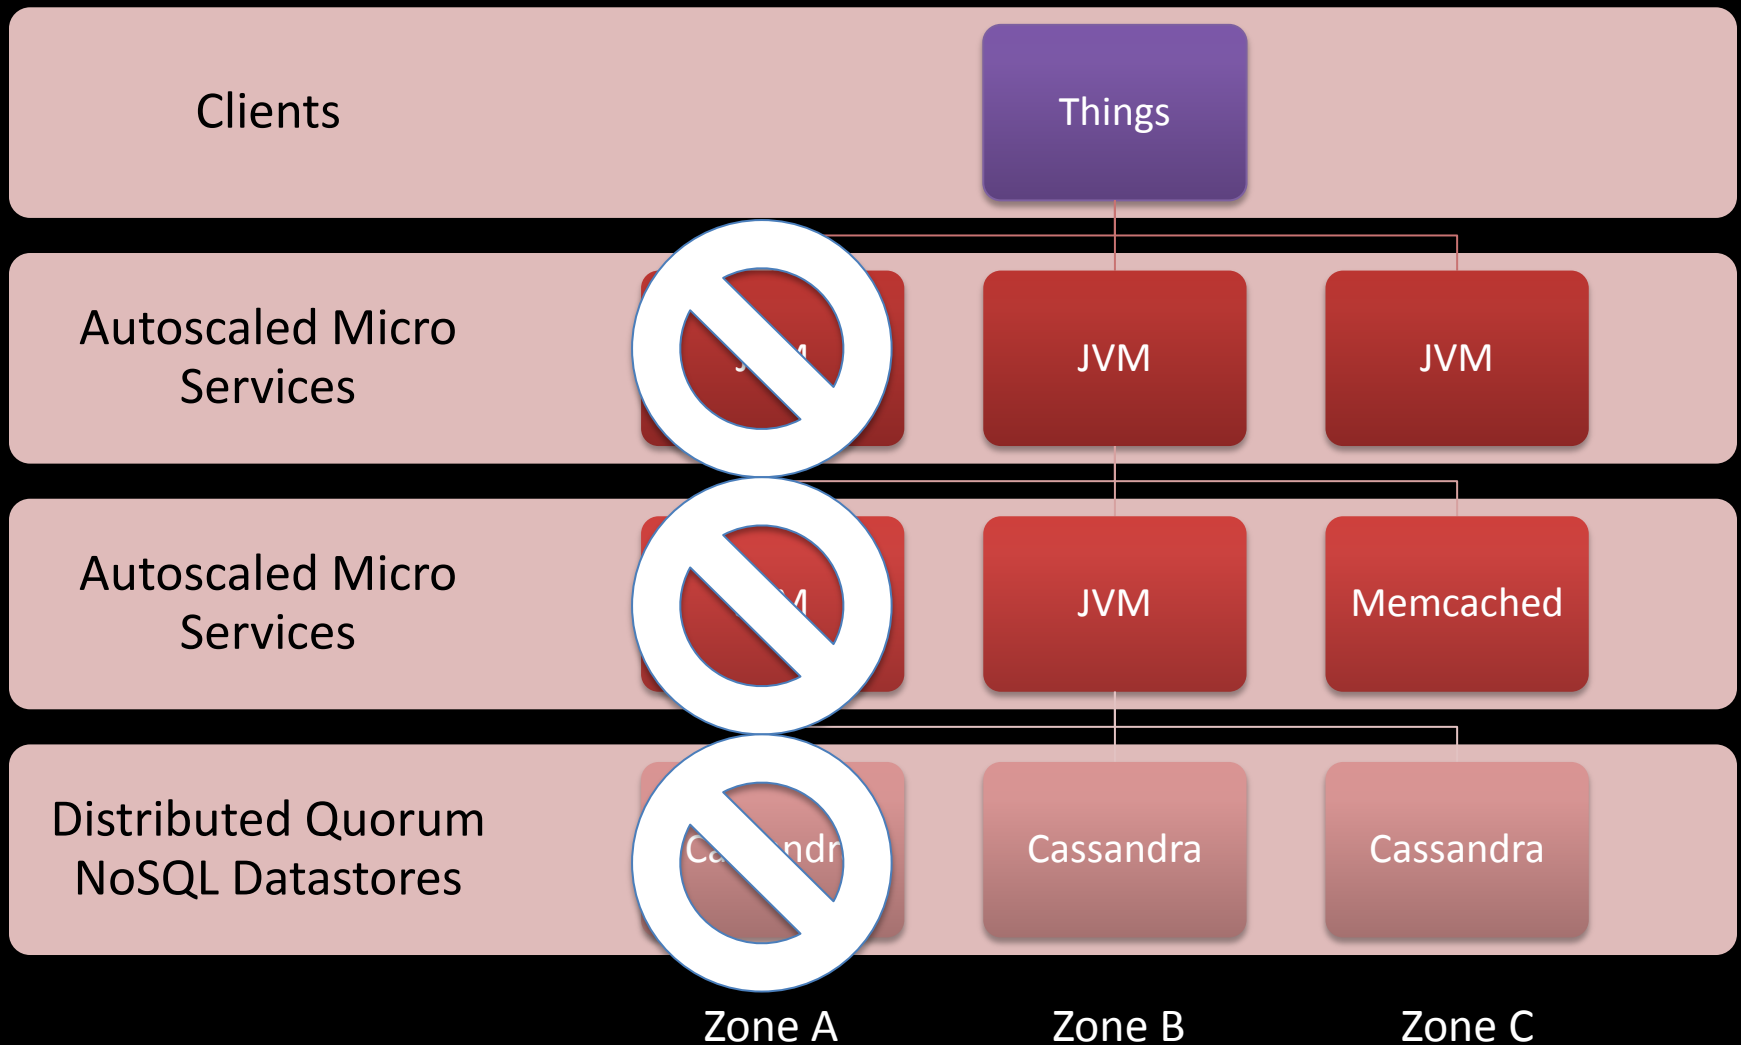 Clients
Things
Autoscaled Micro
Services
JVM
JVM
Autoscaled Micro
Services
JVM
Memcached
Distributed Quorum
NoSQL Datastores
Cassandra
Cassandra
Zone A
Zone B
Zone C